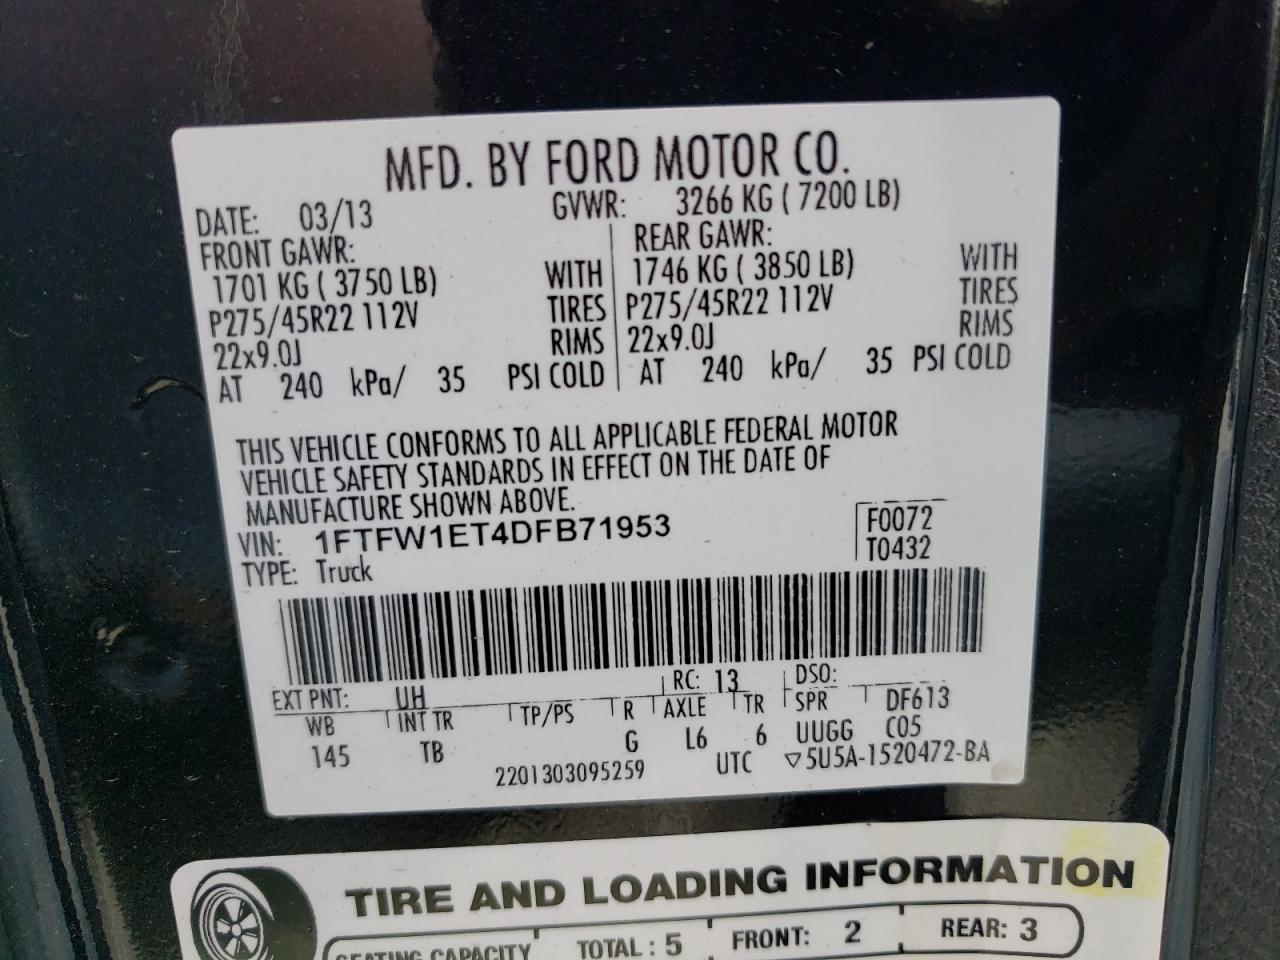 MFD. BY FORD MOTOR CO.
DATE: 03/13 GVWR: 3266 KG ( 7200 LB)
FRONT GAWR: REAR GAWR:
1701 KG ( 3750 LB) WITH 1746 KG ( 3850 LB) WITH
P275/45R22 112V TIRES P275/45R22 112V TIRES
22x9.0J RIMS 22x9.0J RIMS
AT 240 kPa/ 35 PSI COLD AT 240 kPa/ 35 PSI COLD
THIS VEHICLE CONFORMS TO ALL APPLICABLE FEDERAL MOTOR
VEHICLE SAFETY STANDARDS IN EFFECT ON THE DATE OF
MANUFACTURE SHOWN ABOVE.
VIN: 1FTFW1ET4DFB71953 F0072
TYPE: Truck T0432
EXT PNT: UH RC: 13 DSO:
WB INT TR TP/PS R AXLE TR SPR DF613
145 TB G L6 6 UUGG C05
2201303095259 UTC ▽5U5A-1520472-BA
TIRE AND LOADING INFORMATION
SEATING CAPACITY TOTAL : 5 FRONT: 2 REAR: 3